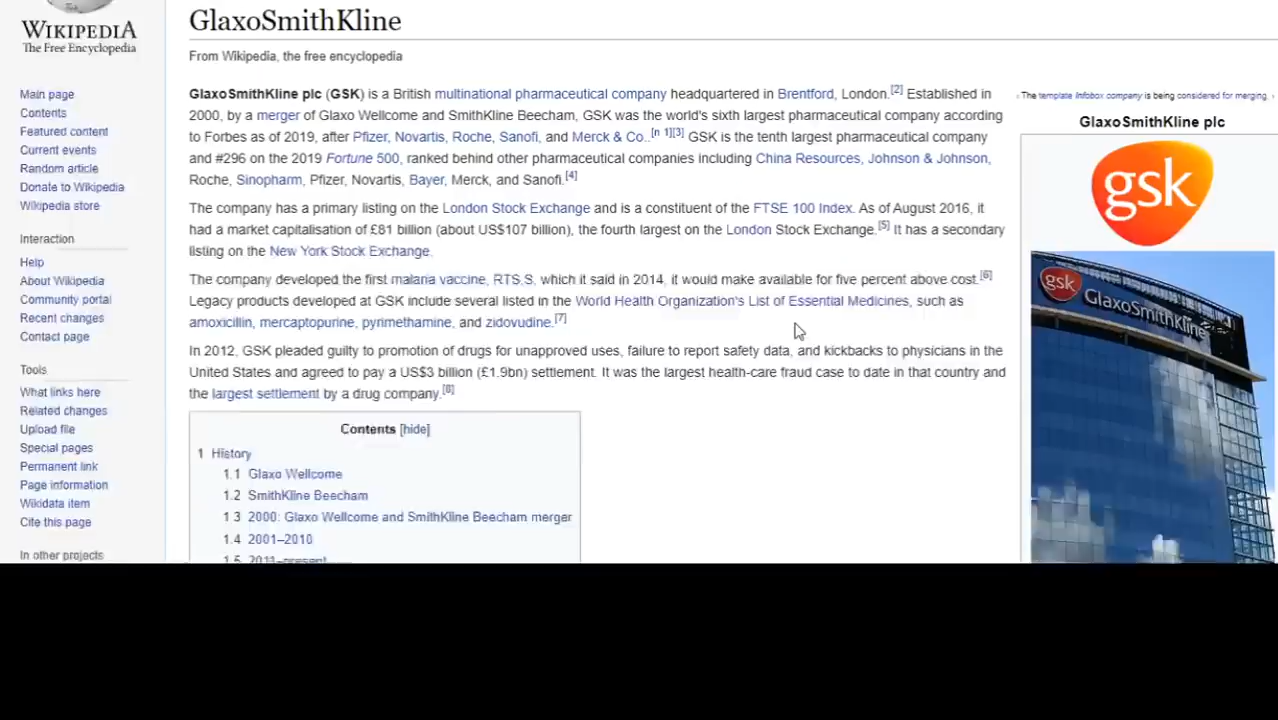 WIKIPEDIA
The Free Encyclopedia
Main page
Contents
Featured content
Current events
Random article
Donate to Wikipedia
Wikipedia store
Interaction
Help
About Wikipedia
Community portal
Recent changes
Contact page
Tools
What links here
Related changes
Upload file
Special pages
Permanent link
Page information
Wikidata item
Cite this page
In other projects
GlaxoSmithKline
From Wikipedia, the free encyclopedia
GlaxoSmithKline plc (GSK) is a British multinational pharmaceutical company headquartered in Brentford, London.[2] Established in
2000, by a merger of Glaxo Wellcome and SmithKline Beecham, GSK was the world's sixth largest pharmaceutical company according
to Forbes as of 2019, after Pfizer, Novartis, Roche, Sanofi, and Merck & Co..[n 1][3] GSK is the tenth largest pharmaceutical company
and #296 on the 2019 Fortune 500, ranked behind other pharmaceutical companies including China Resources, Johnson & Johnson,
Roche, Sinopharm, Pfizer, Novartis, Bayer, Merck, and Sanofi.[4]
The company has a primary listing on the London Stock Exchange and is a constituent of the FTSE 100 Index. As of August 2016, it
had a market capitalisation of £81 billion (about US$107 billion), the fourth largest on the London Stock Exchange.[5] It has a secondary
listing on the New York Stock Exchange.
The company developed the first malaria vaccine, RTS,S, which it said in 2014, it would make available for five percent above cost.[6]
Legacy products developed at GSK include several listed in the World Health Organization's List of Essential Medicines, such as
amoxicillin, mercaptopurine, pyrimethamine, and zidovudine.[7]
In 2012, GSK pleaded guilty to promotion of drugs for unapproved uses, failure to report safety data, and kickbacks to physicians in the
United States and agreed to pay a US$3 billion (£1.9bn) settlement. It was the largest health-care fraud case to date in that country and
the largest settlement by a drug company.[8]
Contents [hide]
1 History
1.1 Glaxo Wellcome
1.2 SmithKline Beecham
1.3 2000: Glaxo Wellcome and SmithKline Beecham merger
1.4 2001–2010
1.5 2011–present
‹ The template Infobox company is being considered for merging. ›
GlaxoSmithKline plc
gsk
gsk GlaxoSmithKline